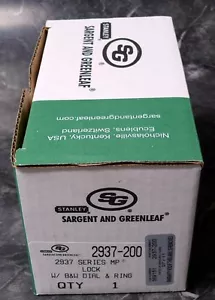 STANLEY
SARGENT AND GREENLEAF
SG
Nicholasville, Kentucky, USA
Ecublens, Switzerland
sargentandgreenleaf.com
SG
STANLEY
SARGENT AND GREENLEAF
2937-200
2937 SERIES MP
LOCK
W/ B&W DIAL & RING
QTY 1